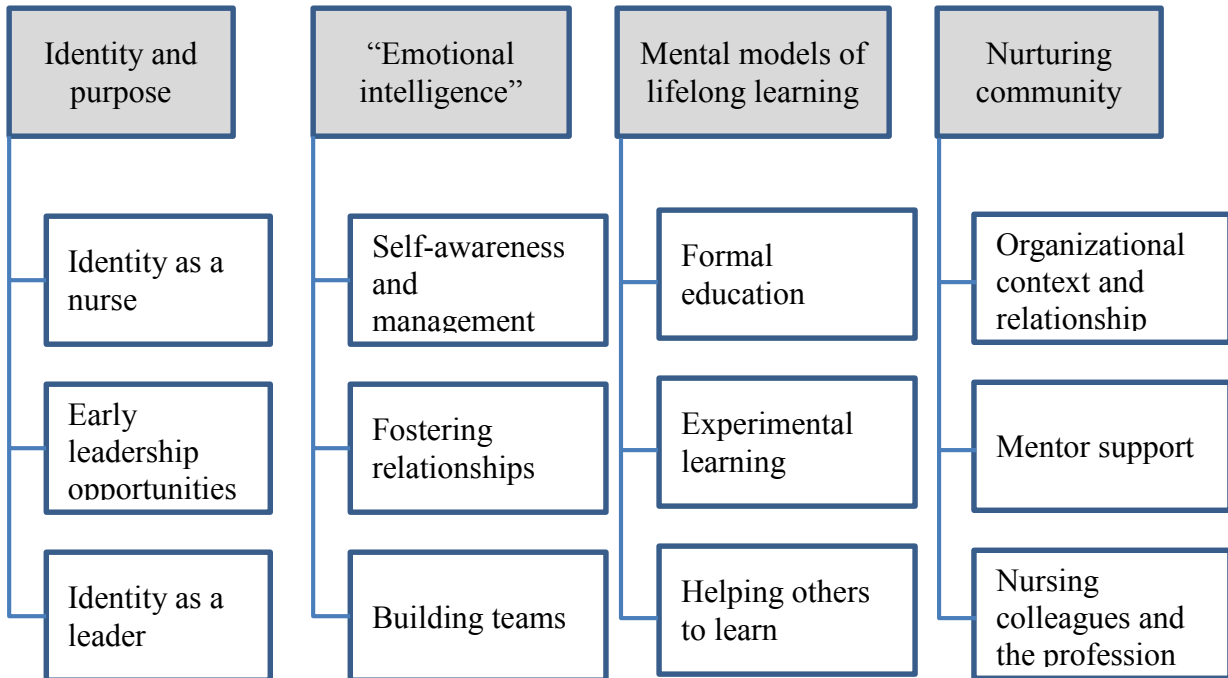 Identity and
purpose
Identity as a
nurse
Early
leadership
opportunities
Identity as a
leader
“Emotional
intelligence”
Self-awareness
and
management
Fostering
relationships
Building teams
Mental models of
lifelong learning
Formal
education
Experimental
learning
Helping others
to learn
Nurturing
community
Organizational
context and
relationship
Mentor support
Nursing
colleagues and
the profession